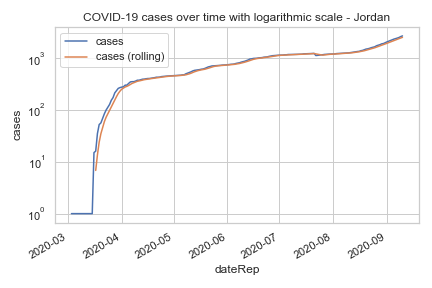 COVID-19 cases over time with logarithmic scale - Jordan
cases
cases (rolling)
10³
10²
10¹
10⁰
cases
2020-03
2020-04
2020-05
2020-06
2020-07
2020-08
2020-09
dateRep